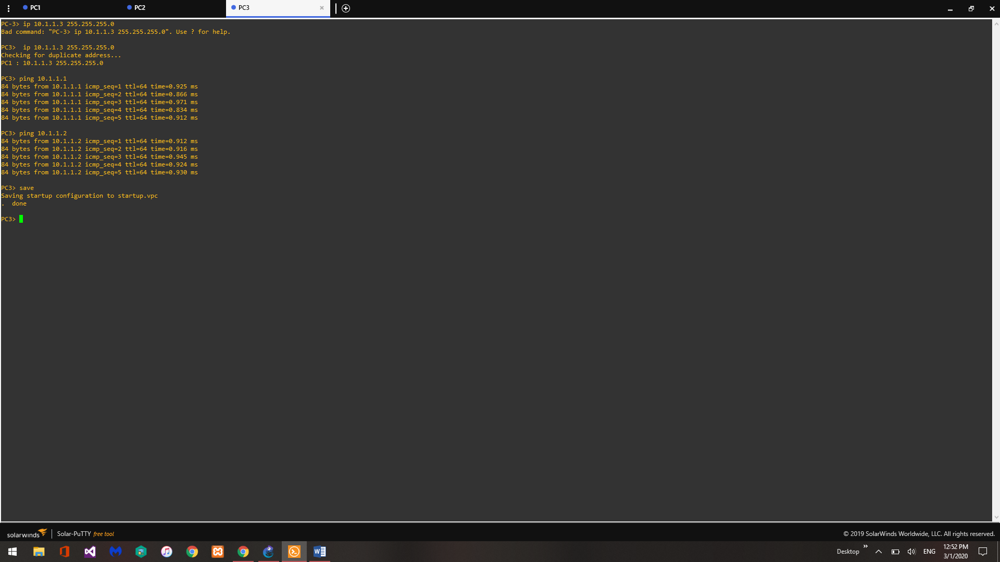 PC1
PC2
PC3
PC-3> ip 10.1.1.3 255.255.255.0
Bad command: "PC-3> ip 10.1.1.3 255.255.255.0". Use ? for help.
PC3>  ip 10.1.1.3 255.255.255.0
Checking for duplicate address...
PC1 : 10.1.1.3 255.255.255.0
PC3> ping 10.1.1.1
84 bytes from 10.1.1.1 icmp_seq=1 ttl=64 time=0.925 ms
84 bytes from 10.1.1.1 icmp_seq=2 ttl=64 time=0.866 ms
84 bytes from 10.1.1.1 icmp_seq=3 ttl=64 time=0.971 ms
84 bytes from 10.1.1.1 icmp_seq=4 ttl=64 time=0.834 ms
84 bytes from 10.1.1.1 icmp_seq=5 ttl=64 time=0.912 ms
PC3> ping 10.1.1.2
84 bytes from 10.1.1.2 icmp_seq=1 ttl=64 time=0.912 ms
84 bytes from 10.1.1.2 icmp_seq=2 ttl=64 time=0.916 ms
84 bytes from 10.1.1.2 icmp_seq=3 ttl=64 time=0.945 ms
84 bytes from 10.1.1.2 icmp_seq=4 ttl=64 time=0.924 ms
84 bytes from 10.1.1.2 icmp_seq=5 ttl=64 time=0.930 ms
PC3> save
Saving startup configuration to startup.vpc
.  done
PC3>
solarwinds Solar-PuTTY free tool
© 2019 SolarWinds Worldwide, LLC. All rights reserved.
Desktop
ENG
12:52 PM
3/1/2020